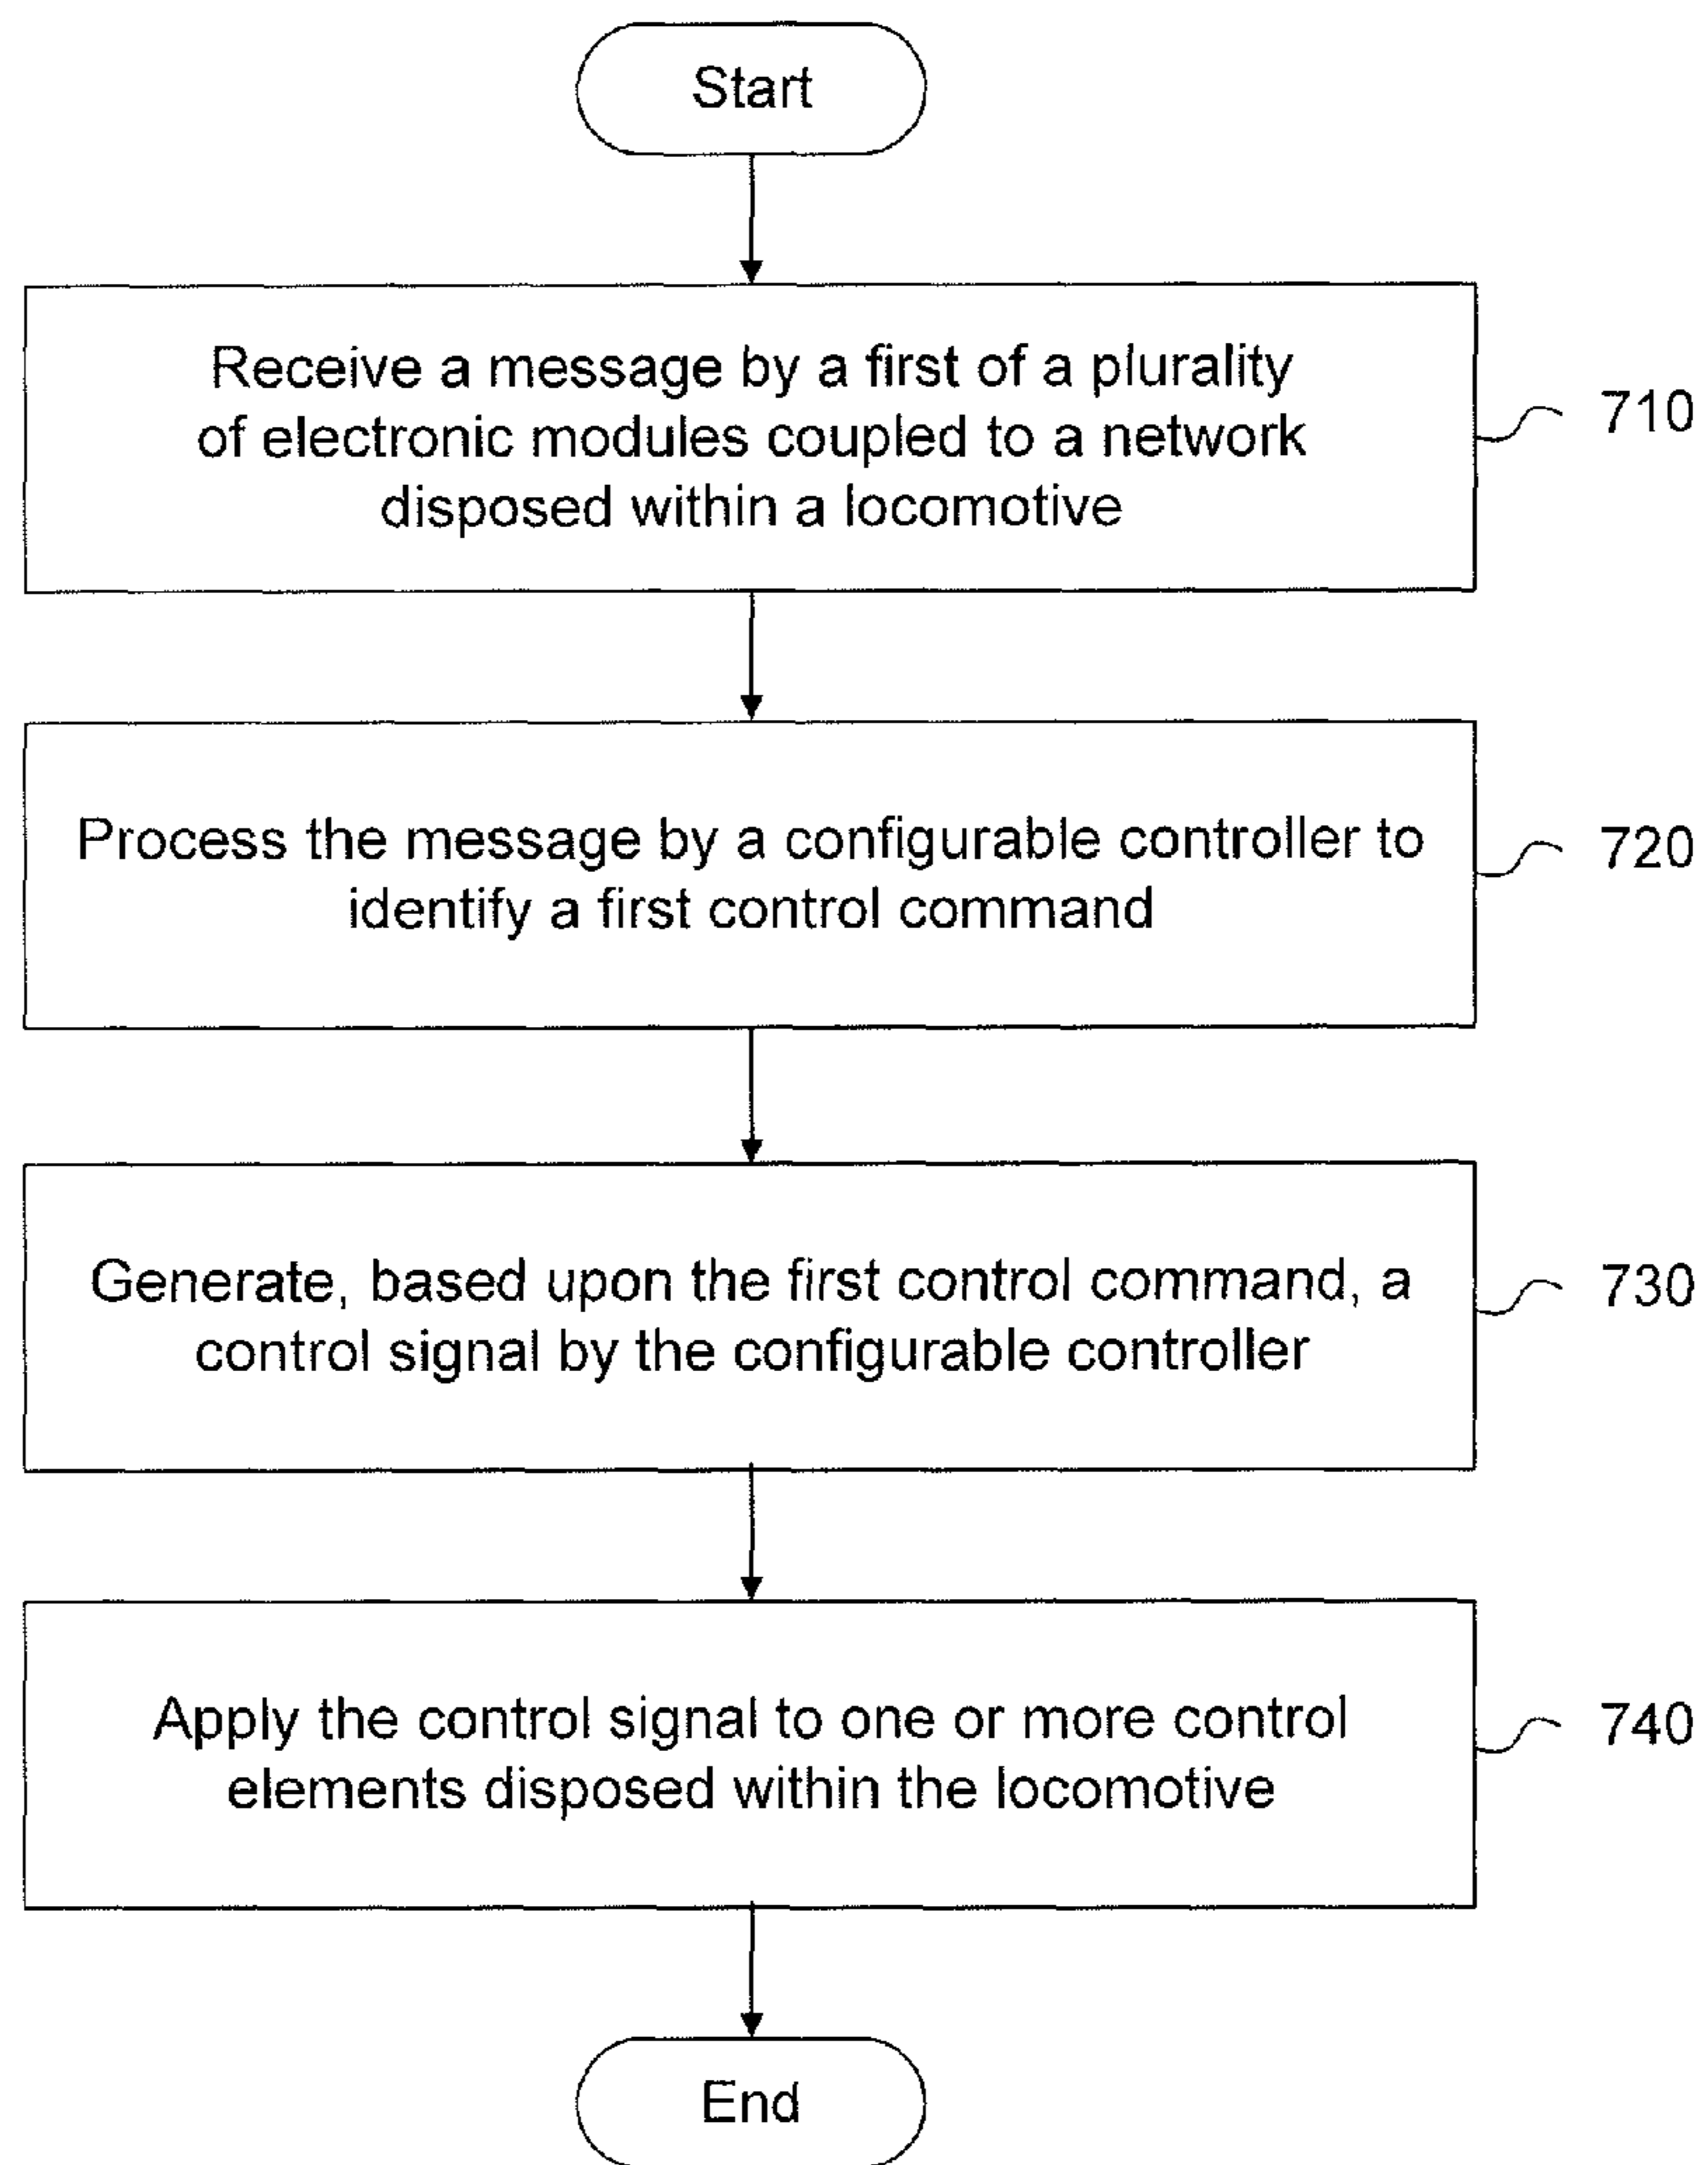 Start
Receive a message by a first of a plurality
of electronic modules coupled to a network
disposed within a locomotive
710
Process the message by a configurable controller to
identify a first control command
720
Generate, based upon the first control command, a
control signal by the configurable controller
730
Apply the control signal to one or more control
elements disposed within the locomotive
740
End